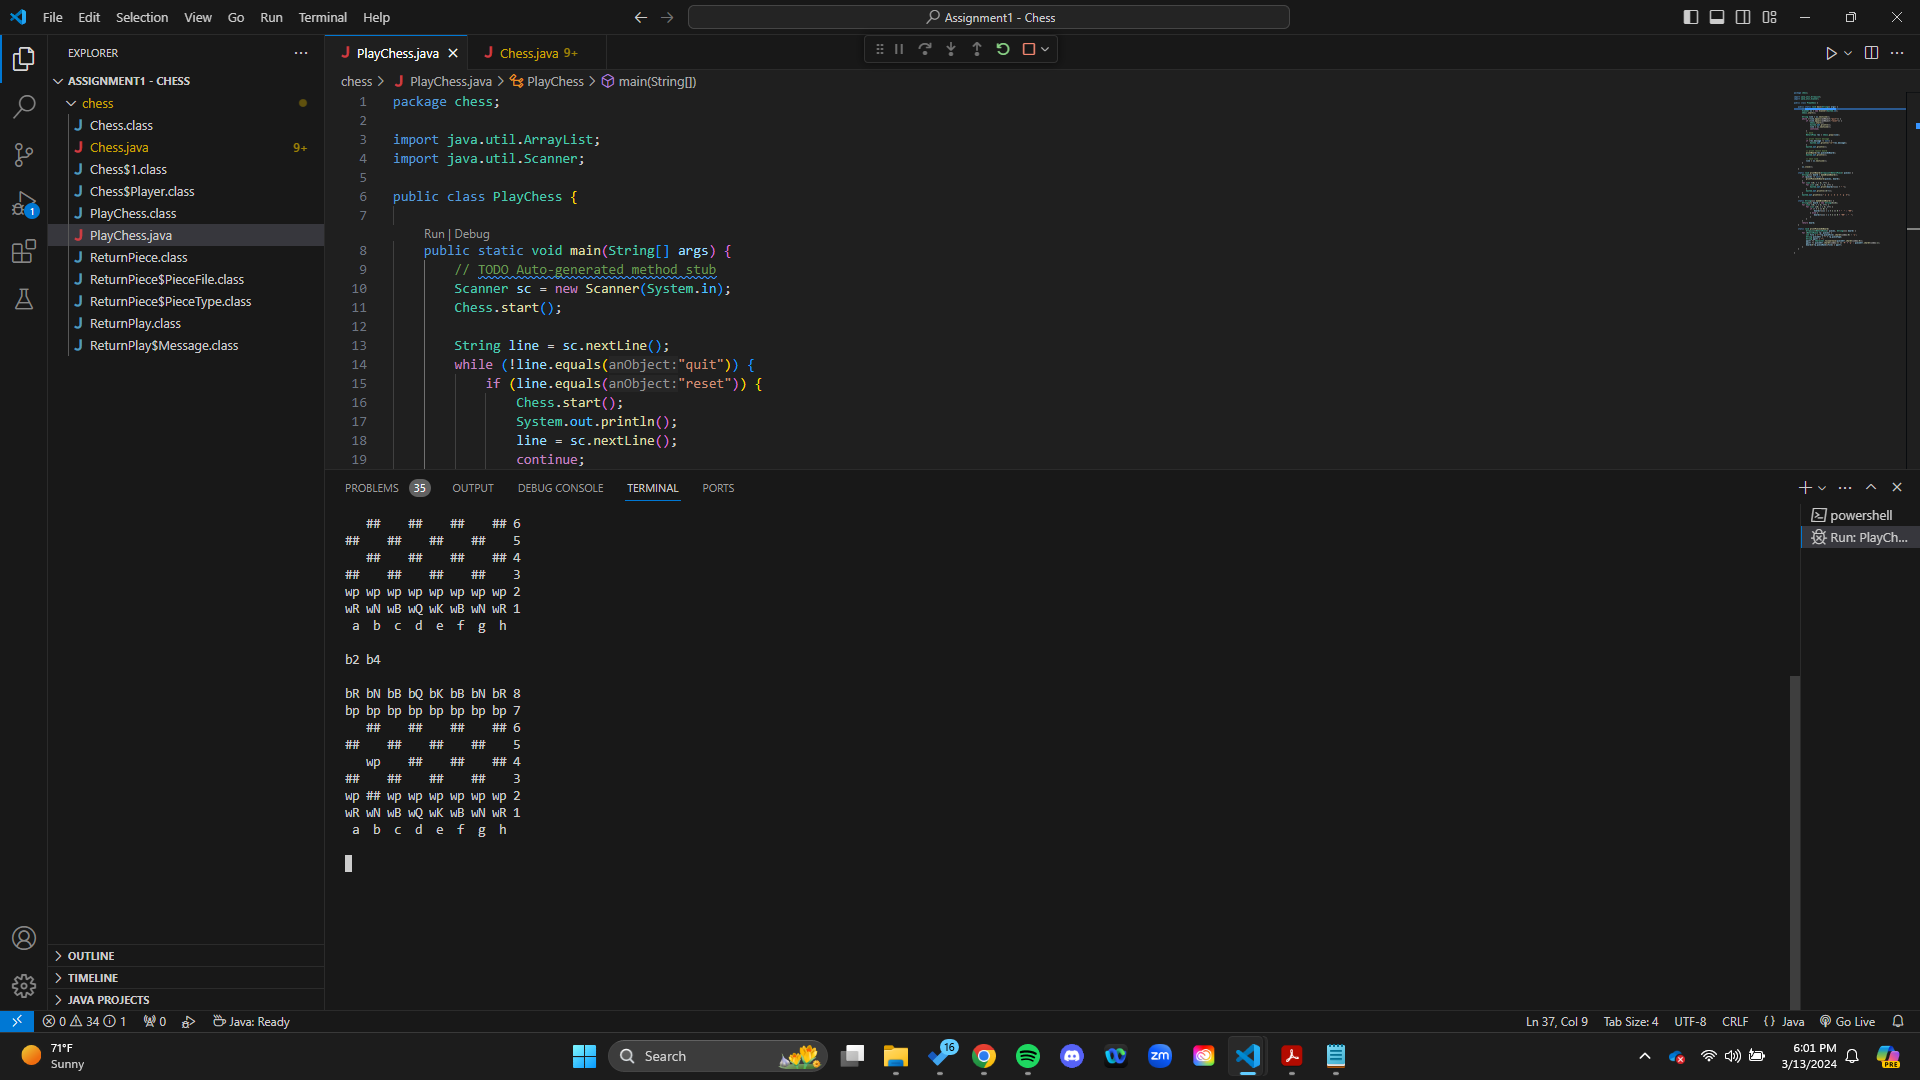 File Edit Selection View Go Run Terminal Help
Assignment1 - Chess
EXPLORER
ASSIGNMENT1 - CHESS
chess
Chess.class
Chess.java 9+
Chess$1.class
Chess$Player.class
PlayChess.class
PlayChess.java
ReturnPiece.class
ReturnPiece$PieceFile.class
ReturnPiece$PieceType.class
ReturnPlay.class
ReturnPlay$Message.class
1
OUTLINE
TIMELINE
JAVA PROJECTS
PlayChess.java
Chess.java 9+
chess > PlayChess.java > PlayChess > main(String[])
1 package chess;
2
3 import java.util.ArrayList;
4 import java.util.Scanner;
5
6 public class PlayChess {
7
Run | Debug
8 public static void main(String[] args) {
9 // TODO Auto-generated method stub
10 Scanner sc = new Scanner(System.in);
11 Chess.start();
12
13 String line = sc.nextLine();
14 while (!line.equals(anObject:"quit")) {
15 if (line.equals(anObject:"reset")) {
16 Chess.start();
17 System.out.println();
18 line = sc.nextLine();
19 continue;
PROBLEMS 35 OUTPUT DEBUG CONSOLE TERMINAL PORTS
powershell
Run: PlayCh...
## ## ## ## 6
## ## ## ## 5
## ## ## ## 4
## ## ## ## 3
wp wp wp wp wp wp wp wp 2
wR wN wB wQ wK wB wN wR 1
a b c d e f g h
b2 b4
bR bN bB bQ bK bB bN bR 8
bp bp bp bp bp bp bp bp 7
## ## ## ## 6
## ## ## ## 5
wp ## ## ## 4
## ## ## ## 3
wp ## wp wp wp wp wp wp 2
wR wN wB wQ wK wB wN wR 1
a b c d e f g h
0 34 1 0 Java: Ready
Ln 37, Col 9 Tab Size: 4 UTF-8 CRLF {} Java Go Live
71°F
Sunny
Search
16
zm
PRE
6:01 PM
3/13/2024